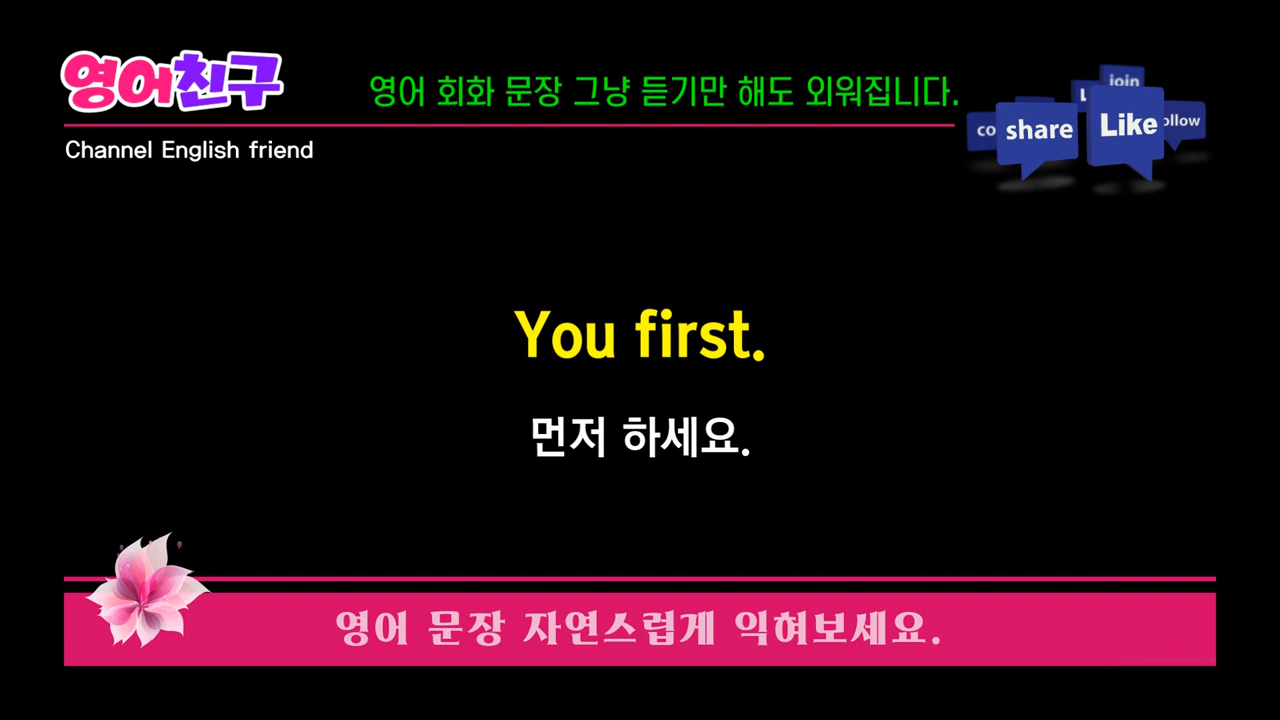 영어친구
영어 회화 문장 그냥 듣기만 해도 외워집니다.
Channel English friend
join
L
co
share
Like
ollow
You first.
먼저 하세요.
영어 문장 자연스럽게 익혀보세요.